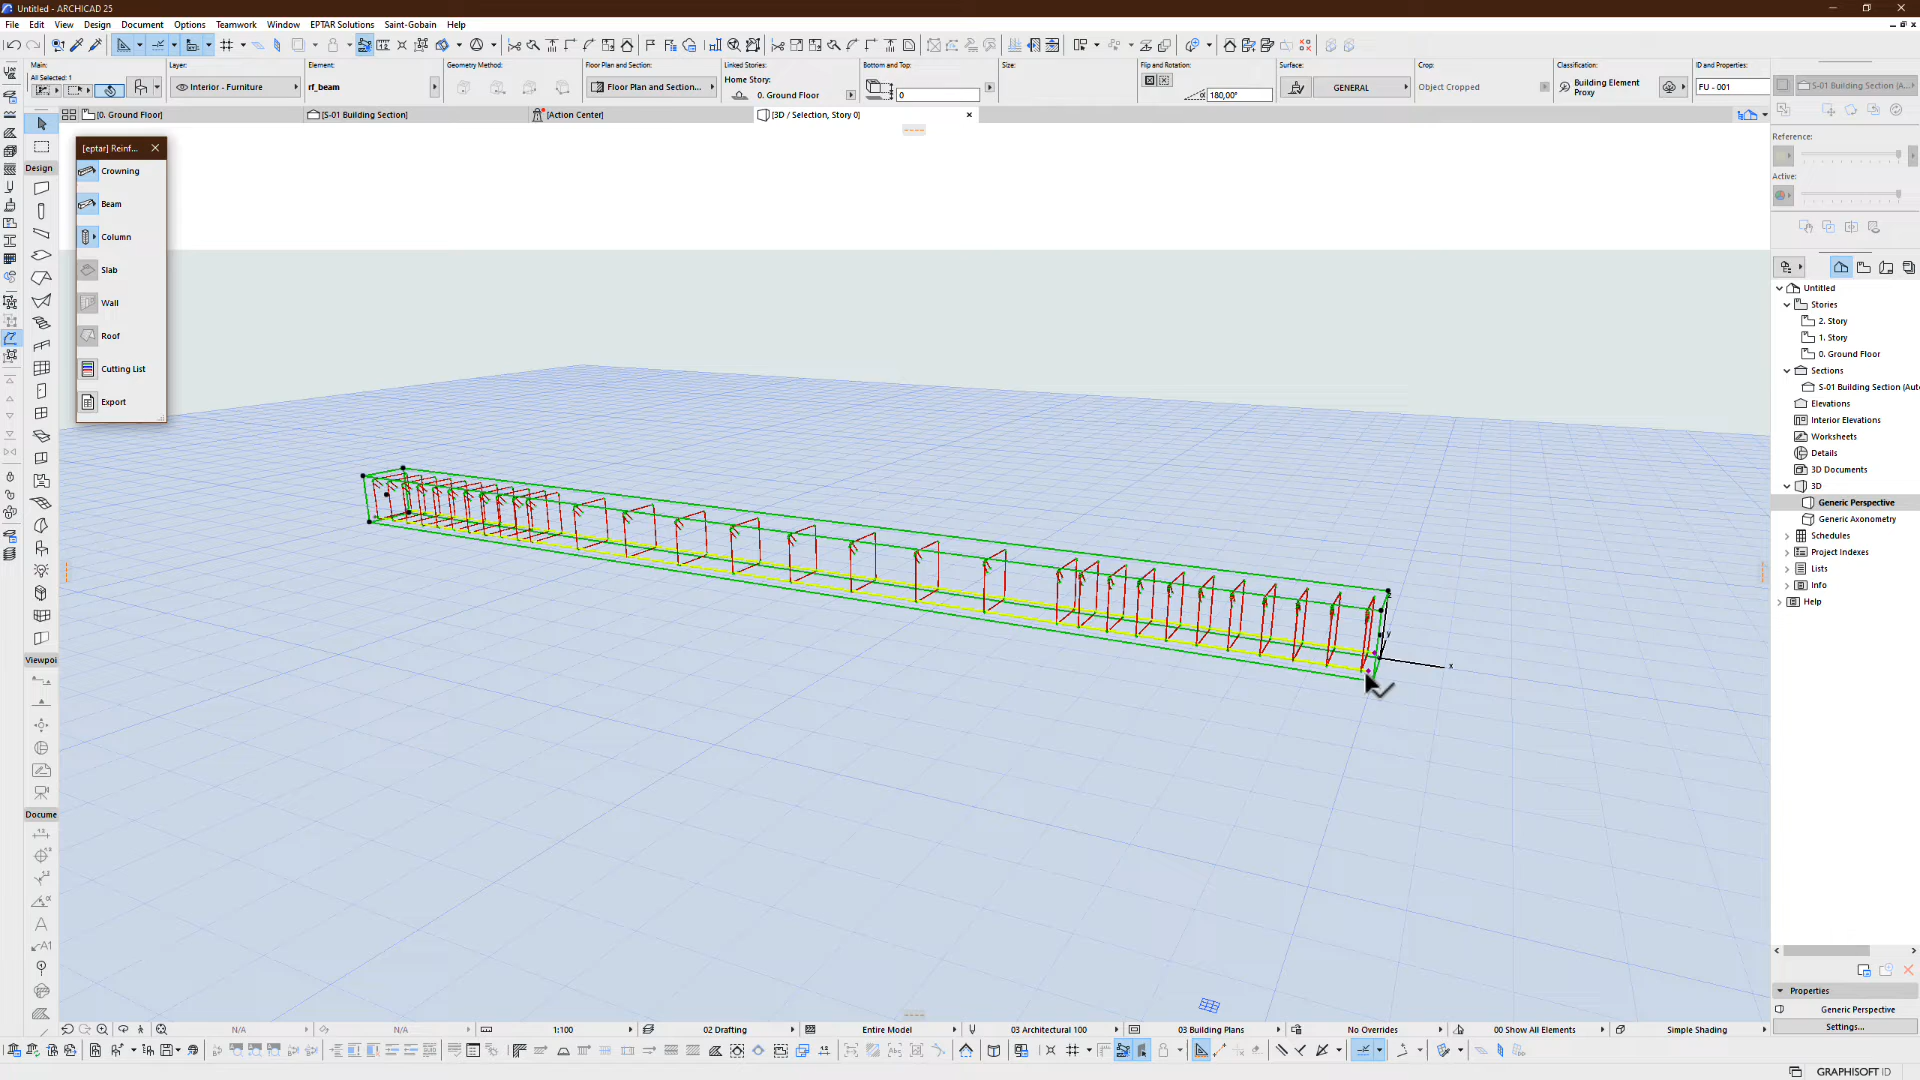 Untitled - ARCHICAD 25
File Edit View Design Document Options Teamwork Window EPTAR Solutions Saint-Gobain Help
Main:
All Selected: 1
Layer:
Interior - Furniture
Element:
rf_beam
Geometry Method:
Floor Plan and Section:
Floor Plan and Section...
Linked Stories:
Home Story:
0. Ground Floor
Bottom and Top:
0
Size:
Flip and Rotation:
180,00°
Surface:
GENERAL
Crop:
Object Cropped
Classification:
Building Element
Proxy
ID and Properties:
FU - 001
S-01 Building Section (A...
[0. Ground Floor]
[S-01 Building Section]
[Action Center]
[3D / Selection, Story 0]
[eptar] Reinf...
Crowning
Beam
Column
Slab
Wall
Roof
Cutting List
Export
Design
Viewpoi
Docume
A
A1
x
y
z
Reference:
Active:
Untitled
Stories
2. Story
1. Story
0. Ground Floor
Sections
S-01 Building Section (Aut
Elevations
Interior Elevations
Worksheets
Details
3D Documents
3D
Generic Perspective
Generic Axonometry
Schedules
Project Indexes
Lists
Info
Help
Properties
Generic Perspective
Settings...
N/A
N/A
1:100
02 Drafting
Entire Model
03 Architectural 100
03 Building Plans
No Overrides
00 Show All Elements
Simple Shading
GRAPHISOFT ID